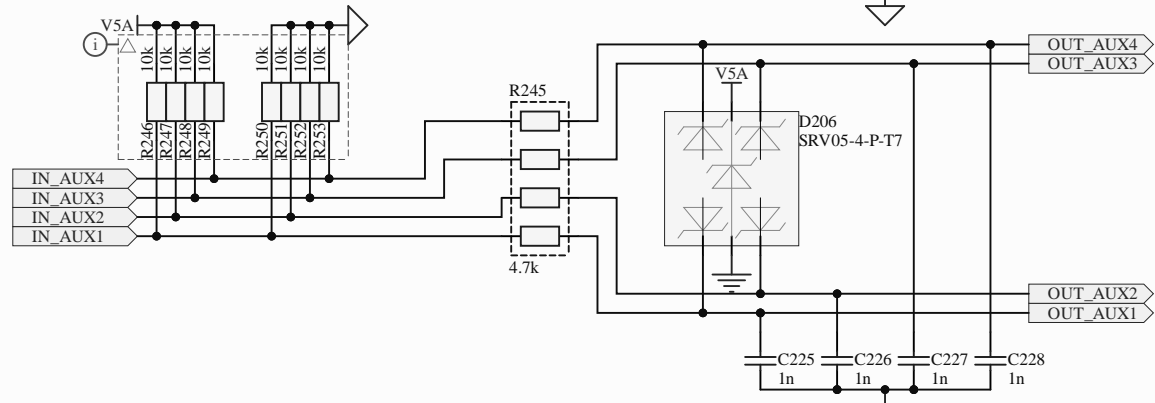 V5A
i
10k
10k
10k
10k
10k
10k
10k
10k
R246
R247
R248
R249
R250
R251
R252
R253
IN_AUX4
IN_AUX3
IN_AUX2
IN_AUX1
R245
4.7k
V5A
D206
SRV05-4-P-T7
OUT_AUX4
OUT_AUX3
OUT_AUX2
OUT_AUX1
C225
1n
C226
1n
C227
1n
C228
1n